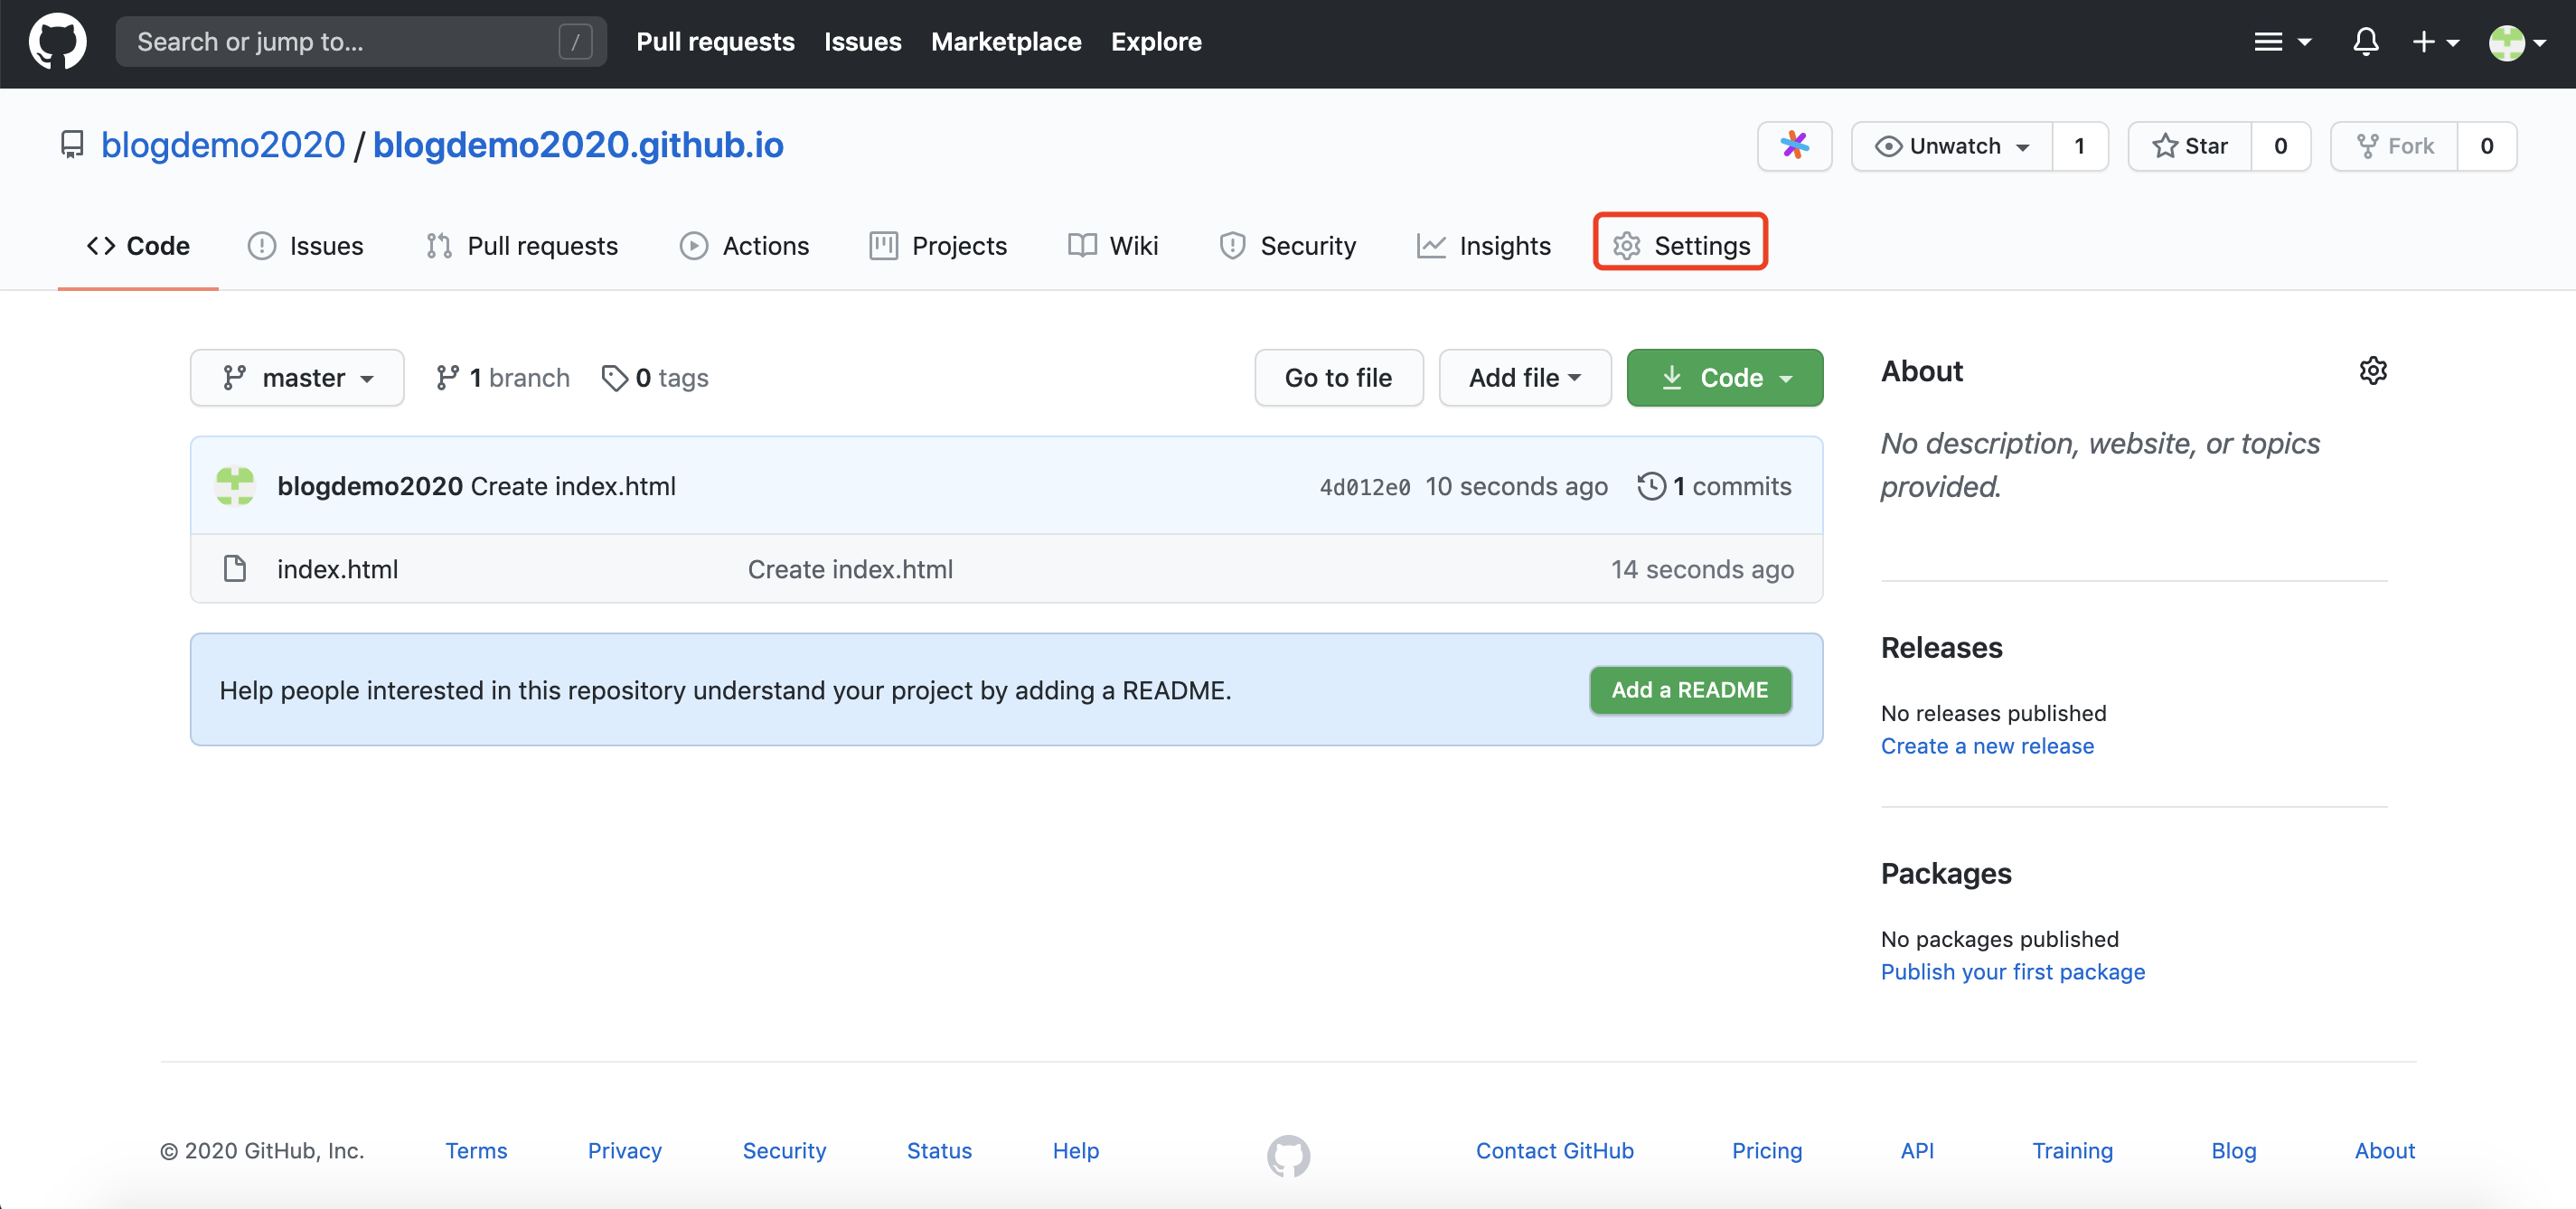 Search or jump to... /
Pull requests Issues Marketplace Explore
blogdemo2020 / blogdemo2020.github.io
Unwatch 1 Star 0 Fork 0
Code Issues Pull requests Actions Projects Wiki Security Insights Settings
master 1 branch 0 tags Go to file Add file Code
blogdemo2020 Create index.html 4d012e0 10 seconds ago 1 commits
index.html Create index.html 14 seconds ago
Help people interested in this repository understand your project by adding a README. Add a README
About
No description, website, or topics
provided.
Releases
No releases published
Create a new release
Packages
No packages published
Publish your first package
© 2020 GitHub, Inc. Terms Privacy Security Status Help Contact GitHub Pricing API Training Blog About